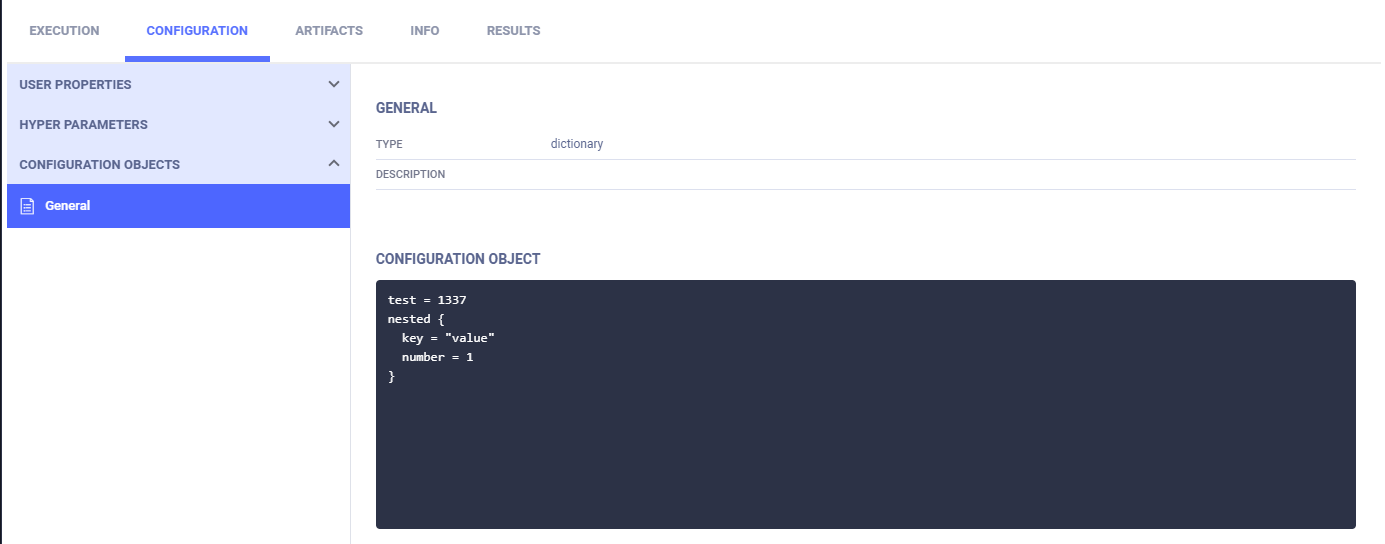 EXECUTION CONFIGURATION ARTIFACTS INFO RESULTS
USER PROPERTIES
HYPER PARAMETERS
CONFIGURATION OBJECTS
General
GENERAL
TYPE dictionary
DESCRIPTION
CONFIGURATION OBJECT
test = 1337
nested {
  key = "value"
  number = 1
}